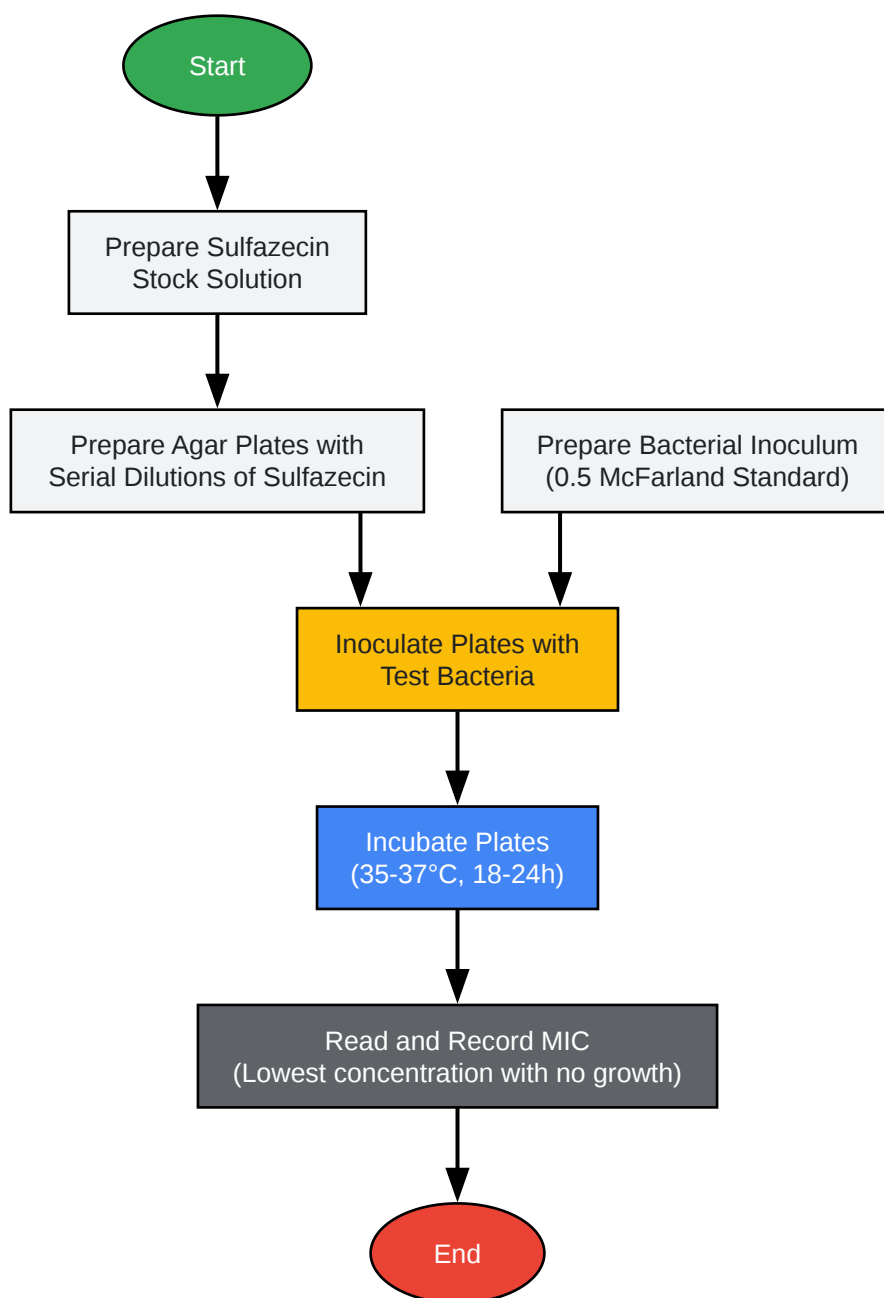 Start
Prepare Sulfazecin
Stock Solution
Prepare Agar Plates with
Serial Dilutions of Sulfazecin
Prepare Bacterial Inoculum
(0.5 McFarland Standard)
Inoculate Plates with
Test Bacteria
Incubate Plates
(35-37°C, 18-24h)
Read and Record MIC
(Lowest concentration with no growth)
End